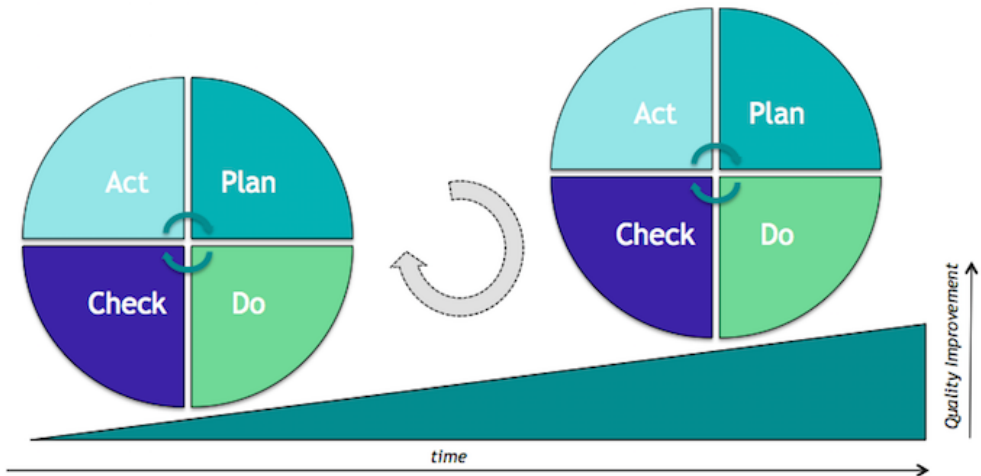 Act
Plan
Check
Do
Act
Plan
Check
Do
Quality Improvement
time